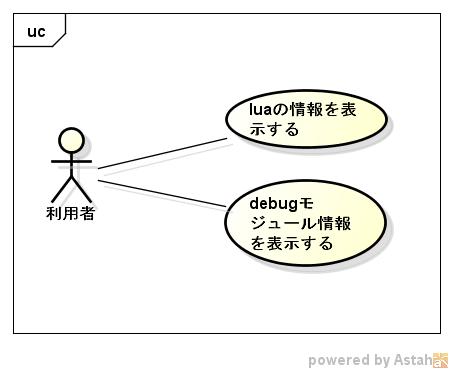 uc
luaの情報を表
示する
利用者
debugモ
ジュール情報
を表示する
powered by Astah